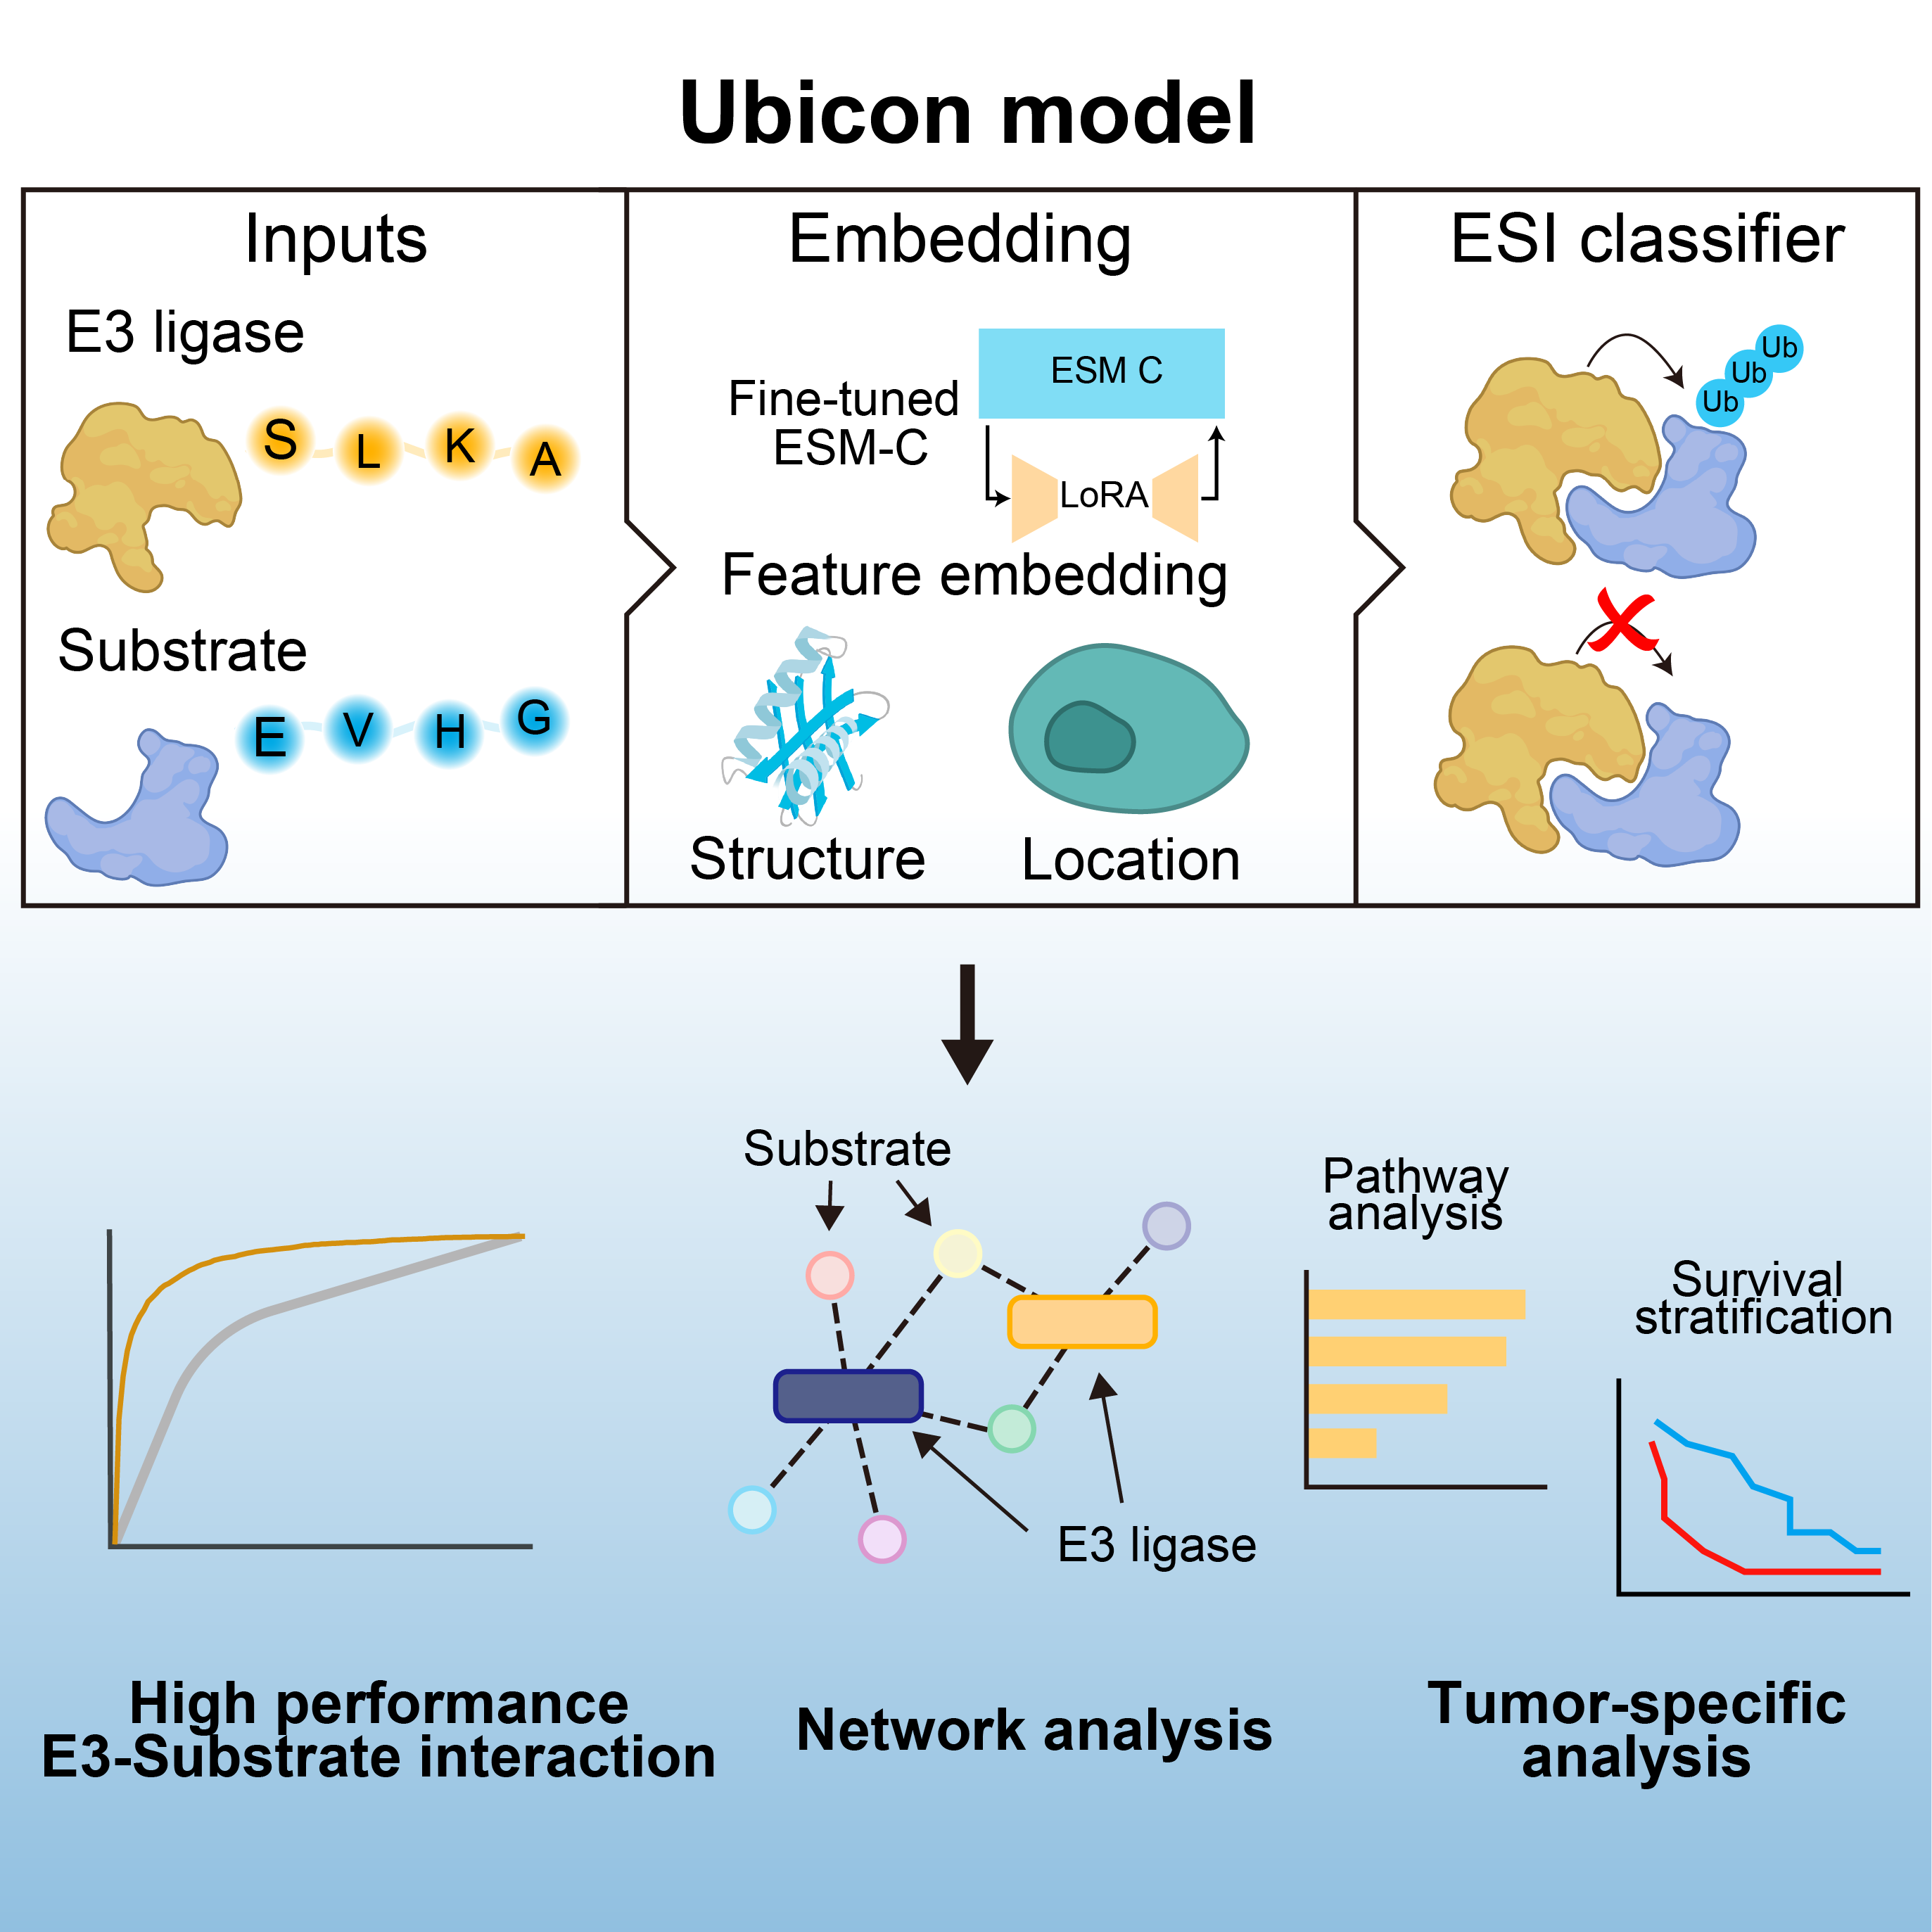 Ubicon model
Inputs
E3 ligase
S L K A
Substrate
E V H G
Embedding
Fine-tuned
ESM-C
ESM C
LoRA
Feature embedding
Structure
Location
ESI classifier
Ub
Ub
Ub
Substrate
E3 ligase
Pathway
analysis
Survival
stratification
High performance
E3-Substrate interaction
Network analysis
Tumor-specific
analysis